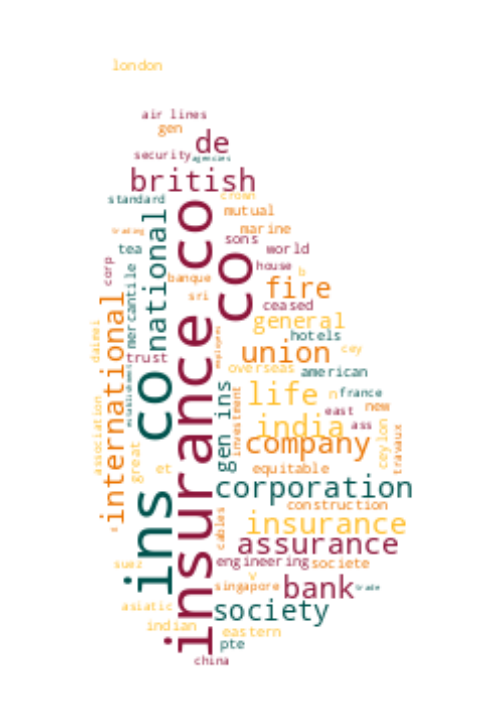 london
air lines
gen
de
security
agencies
british
standard
crown
mutual
trading
marine
tea
national
sons
world
corp
mercantile
insurance co
co
house
b
banque
fire
sri
ceased
international
general
daimei
hotels
employees
union
cey
trust
overseas
american
establishment
ins co
life
n
france
gen ins
investment
east
new
association
india
ass
ceylon
travaux
great
company
et
equitable
corporation
construction
insurance
cables
assurance
suez
engineering
societe
v
singapore
bank
trade
asiatic
society
indian
eastern
pte
china